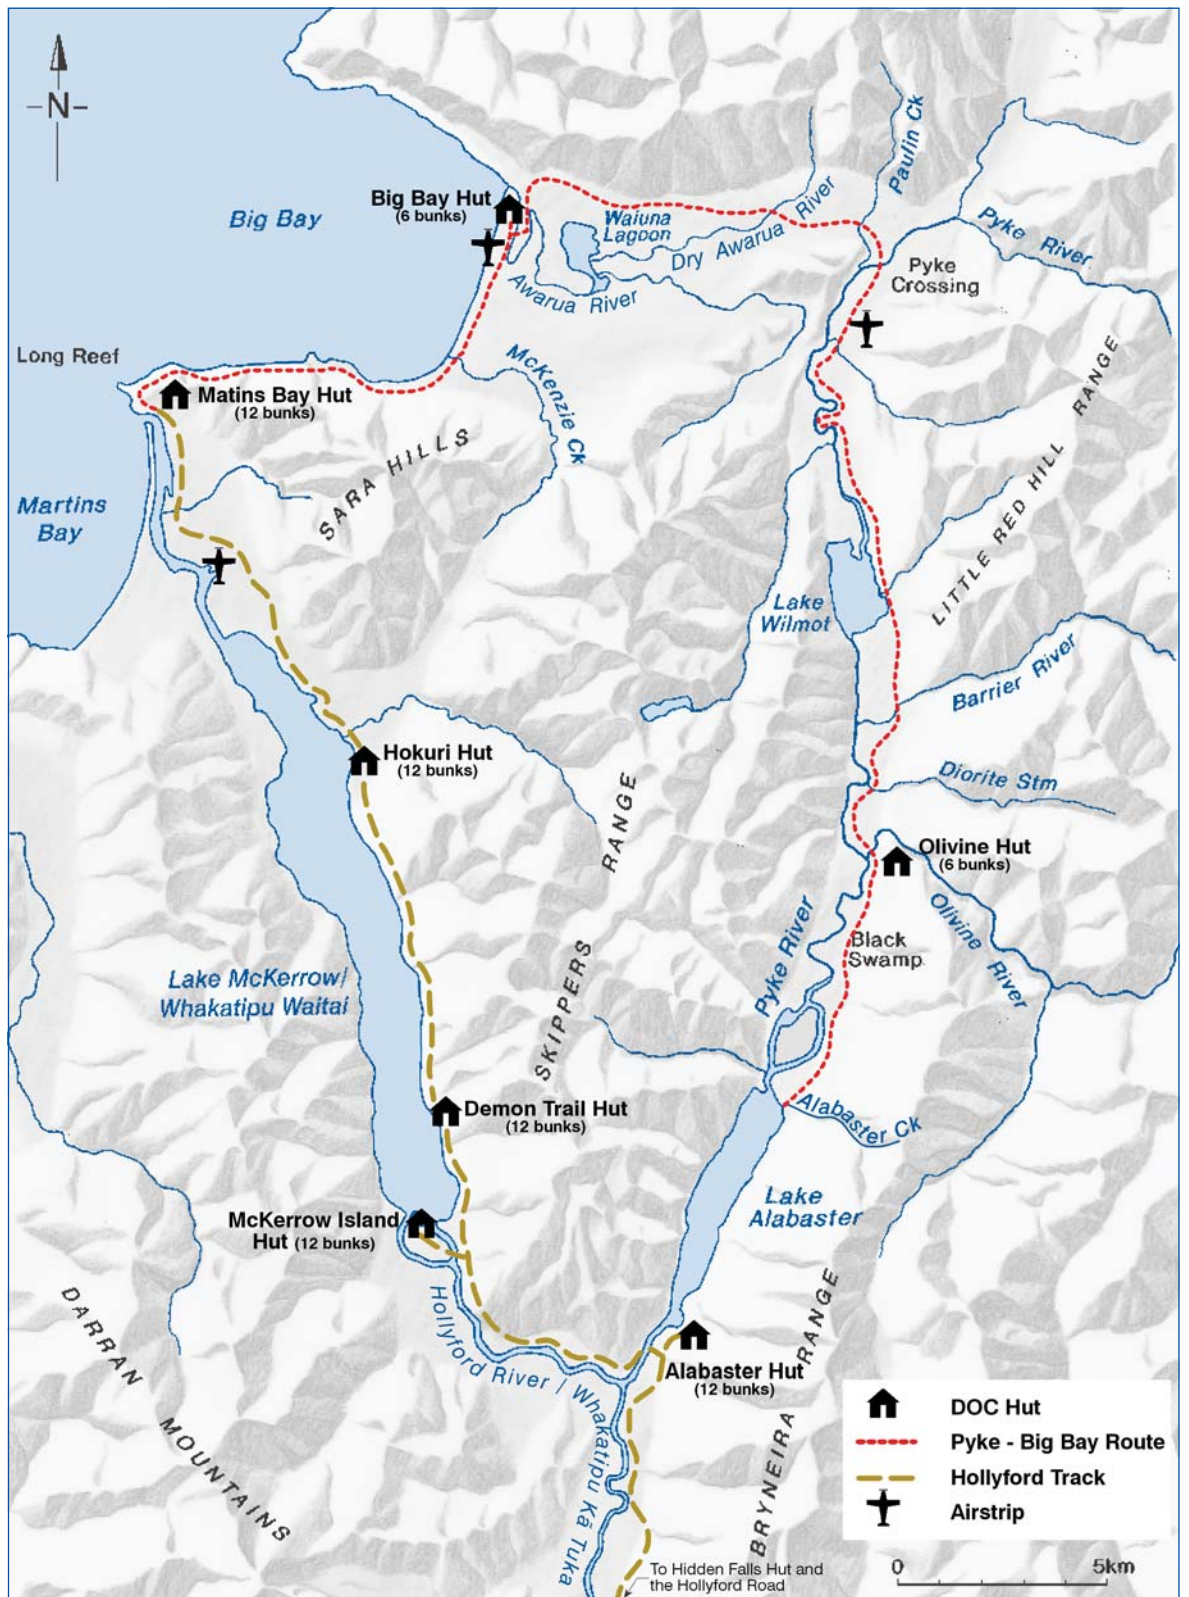 N
Paulin Ck
Big Bay Hut
(6 bunks)
Big Bay
Waiuna
Lagoon
Dry Awarua River
Pyke River
Pyke
Crossing
Awarua River
Long Reef
McKenzie Ck
Matins Bay Hut
(12 bunks)
SARA HILLS
LITTLE RED HILL RANGE
Martins
Bay
Lake
Wilmot
Barrier River
Hokuri Hut
(12 bunks)
Diorite Stm
SKIPPERS RANGE
Olivine Hut
(6 bunks)
Olivine River
Pyke River
Black
Swamp
Lake McKerrow/
Whakatipu Waitai
Demon Trail Hut
(12 bunks)
Alabaster Ck
Lake
Alabaster
McKerrow Island
Hut (12 bunks)
DARRAN MOUNTAINS
Hollyford River / Whakatipu Kā Tuka
Alabaster Hut
(12 bunks)
BRYNEIRA RANGE
DOC Hut
Pyke - Big Bay Route
Hollyford Track
Airstrip
0 5km
To Hidden Falls Hut and
the Hollyford Road